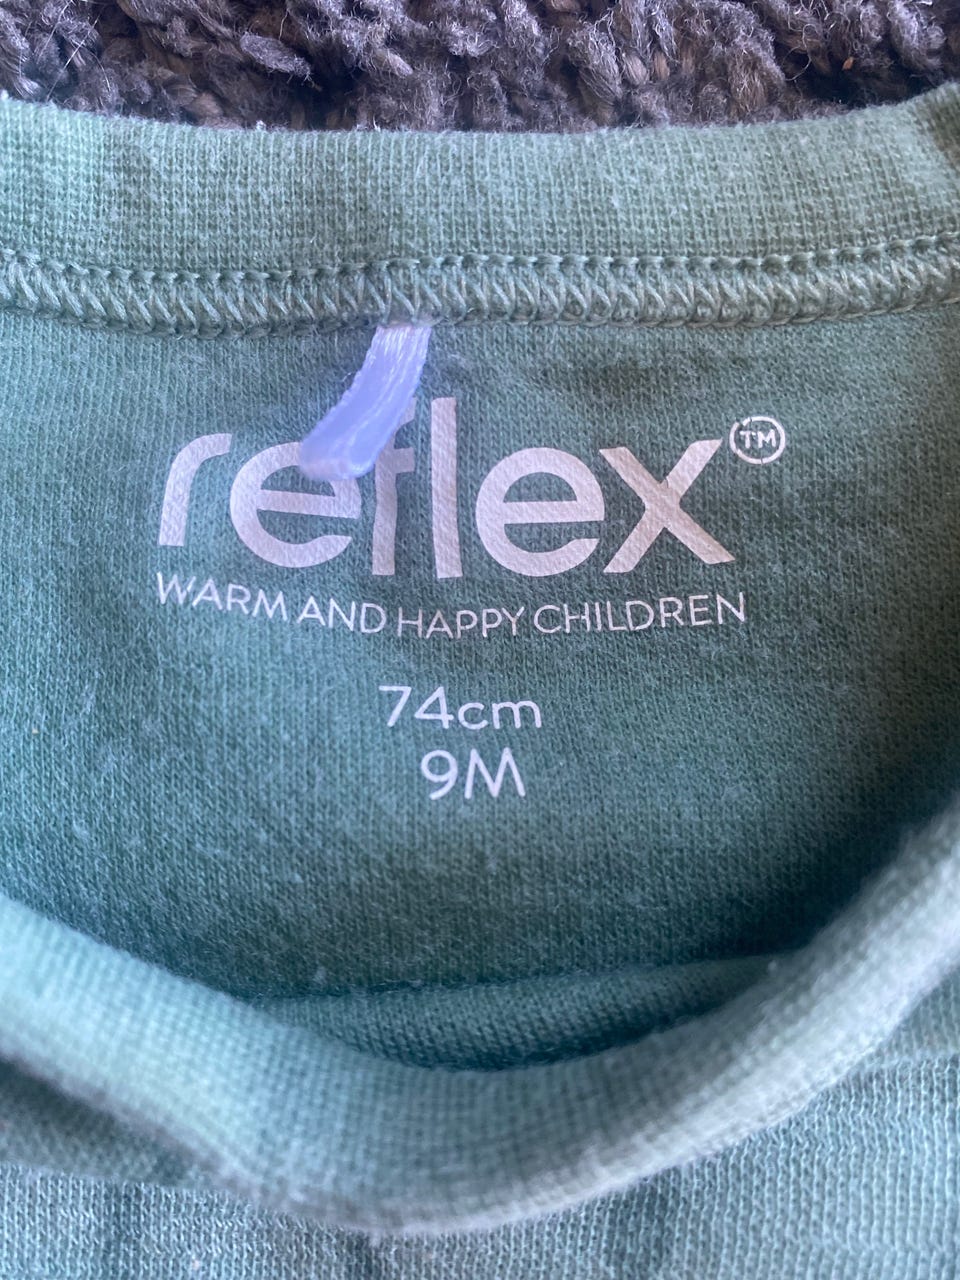 reflex™
WARM AND HAPPY CHILDREN
74cm
9M